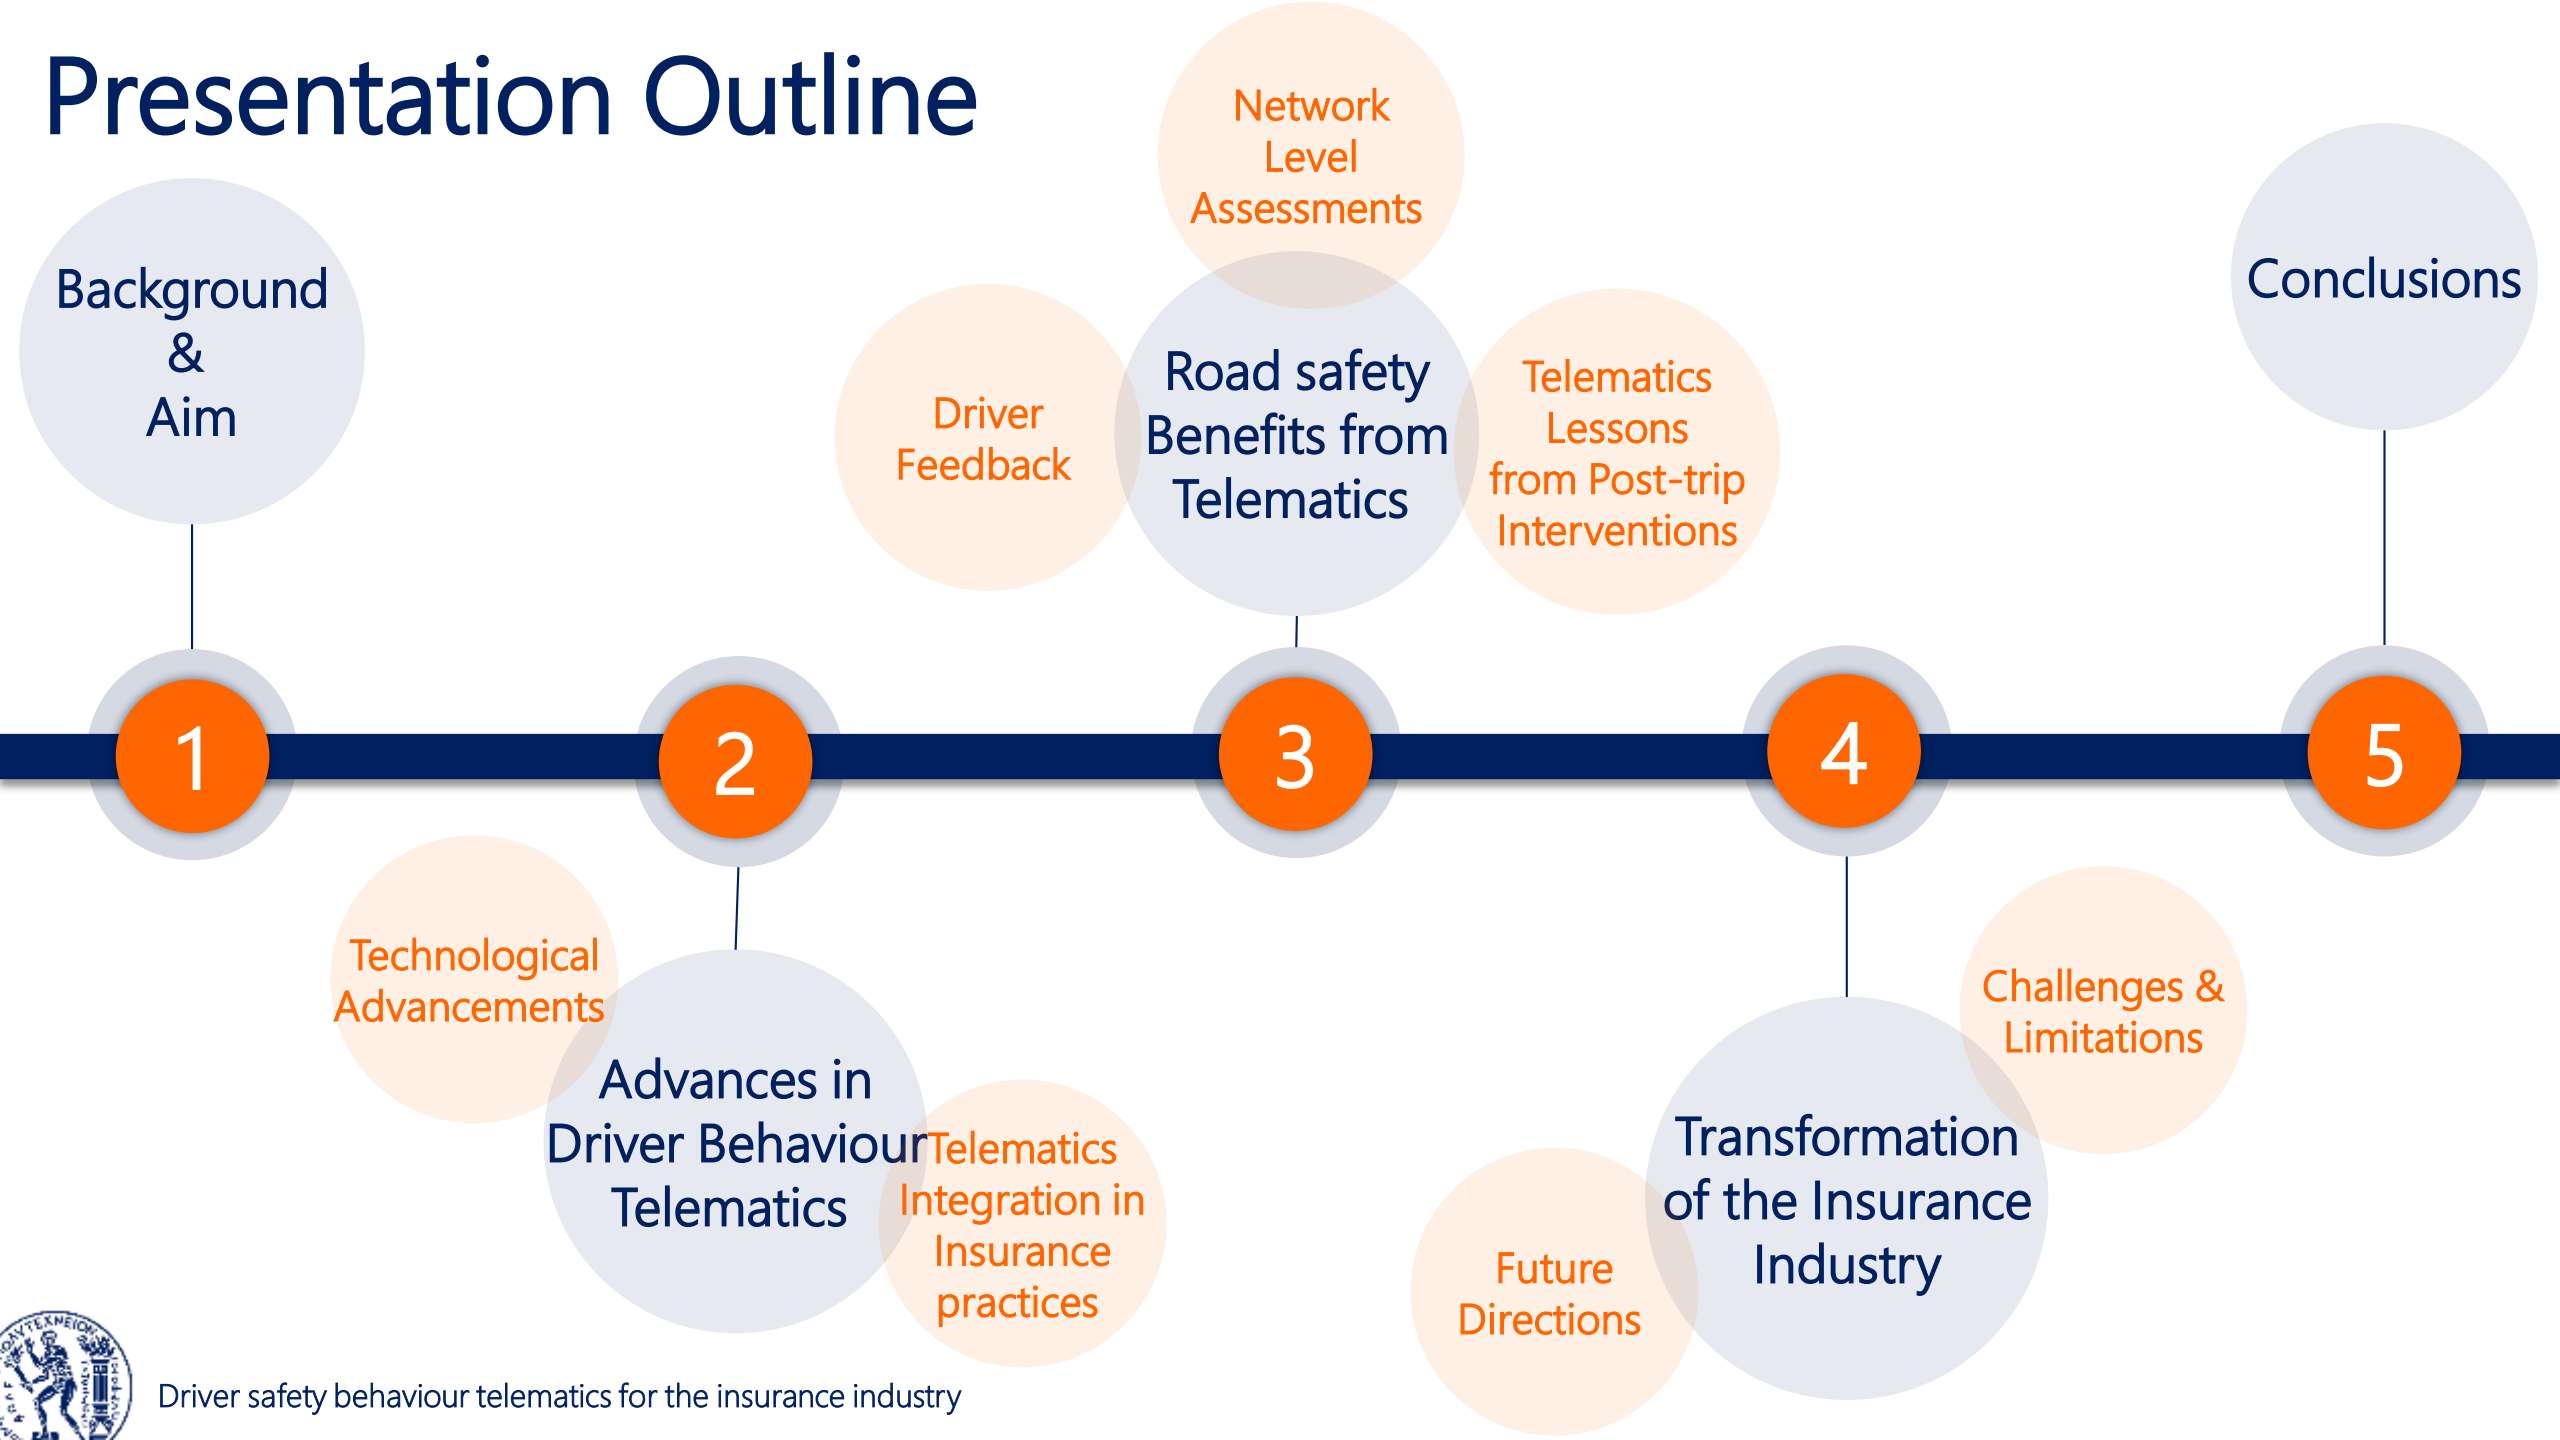 Presentation Outline
Background
&
Aim
1
Technological
Advancements
Advances in
Driver Behaviour
Telematics
Telematics
Integration in
Insurance
practices
2
Driver
Feedback
Network
Level
Assessments
Road safety
Benefits from
Telematics
Telematics
Lessons
from Post-trip
Interventions
3
4
Challenges &
Limitations
Transformation
of the Insurance
Industry
Future
Directions
Conclusions
5
Driver safety behaviour telematics for the insurance industry